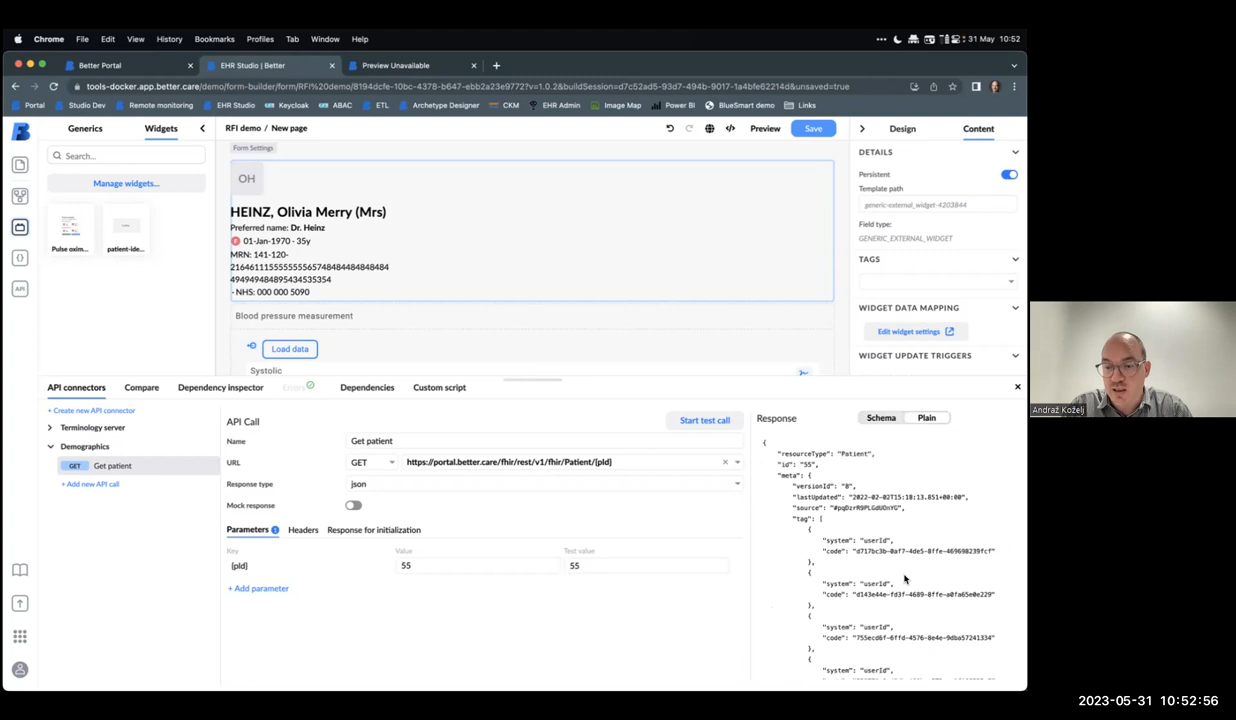 Chrome File Edit View History Bookmarks Profiles Tab Window Help
31 May 10:52
Better Portal
EHR Studio | Better
Preview Unavailable
tools-docker.app.better.care/demo/form-builder/form/RFI%20demo/8194dcfe-10bc-4378-b647-ebb2a23e9772?v=1.0.2&buildSession=d7c52ad5-93d7-494b-9017-1a4bfe62214d&unsaved=true
Portal Studio Dev Remote monitoring EHR Studio Keycloak ABAC ETL Archetype Designer CKM EHR Admin Image Map Power BI BlueSmart demo Links
Generics Widgets
RFI demo / New page
Preview Save
Design Content
Search...
Manage widgets...
Pulse oxim...
patient-ide...
Form Settings
OH
HEINZ, Olivia Merry (Mrs)
Preferred name: Dr. Heinz
01-Jan-1970 - 35y
MRN: 141-120-
- NHS: 000 000 5090
Blood pressure measurement
Load data
Systolic
DETAILS
Persistent
Template path
generic-external_widget-4203844
Field type:
GENERIC_EXTERNAL_WIDGET
TAGS
WIDGET DATA MAPPING
Edit widget settings
WIDGET UPDATE TRIGGERS
API connectors Compare Dependency inspector Errors Dependencies Custom script
+ Create new API connector
Terminology server
Demographics
GET Get patient
+ Add new API call
API Call
Start test call
Name Get patient
URL GET https://portal.better.care/fhir/rest/v1/fhir/Patient/{pId}
Response type json
Mock response
Parameters 1 Headers Response for initialization
Key Value Test value
{pId} 55 55
+ Add parameter
Response
Schema Plain
{
"resourceType": "Patient",
"id": "55",
"meta": {
"versionId": "8",
"lastUpdated": "2022-02-02T15:18:13.851+00:00",
"source": "#pqDzrR9PLGdUOnYG",
"tag": [
{
"system": "userId",
"code": "d717bc3b-0af7-4de5-8ffe-469698239fcf"
},
{
"system": "userId",
"code": "d143e44e-fd3f-4689-8ffe-a0fa65e0e229"
},
{
"system": "userId",
"code": "755ecd6f-6ffd-4576-8e4e-9dba57241334"
},
{
"system": "userId",
Andraž Koželj
2023-05-31 10:52:56